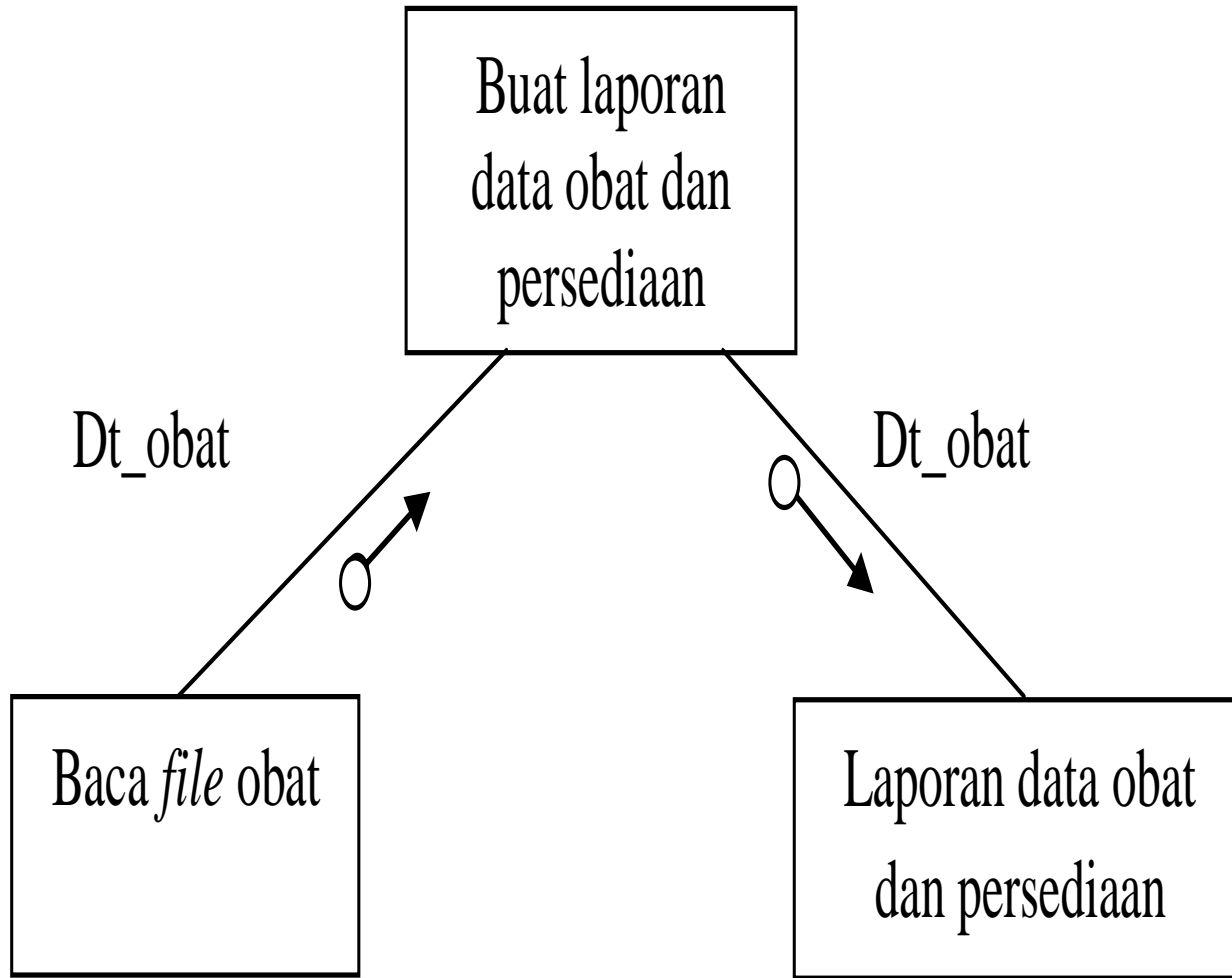 Buat laporan
data obat dan
persediaan
Dt_obat
Dt_obat
Baca file obat
Laporan data obat
dan persediaan